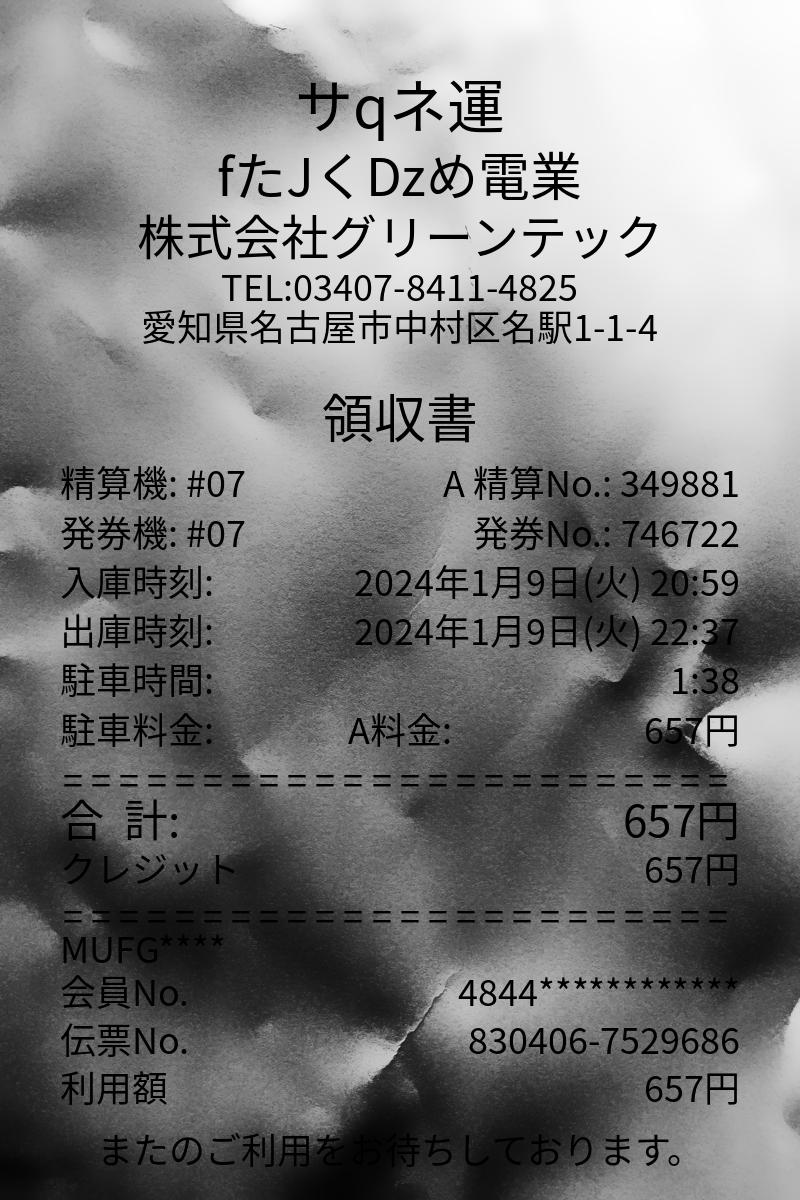 サqネ運
fたJくDzめ電業
株式会社グリーンテック
TEL:03407-8411-4825
愛知県名古屋市中村区名駅1-1-4
領収書
精算機: #07 A 精算No.: 349881
発券機: #07 発券No.: 746722
入庫時刻: 2024年1月9日(火) 20:59
出庫時刻: 2024年1月9日(火) 22:37
駐車時間: 1:38
駐車料金: A料金: 657円
========================
合 計: 657円
クレジット 657円
========================
MUFG****
会員No. 4844************
伝票No. 830406-7529686
利用額 657円
またのご利用をお待ちしております。